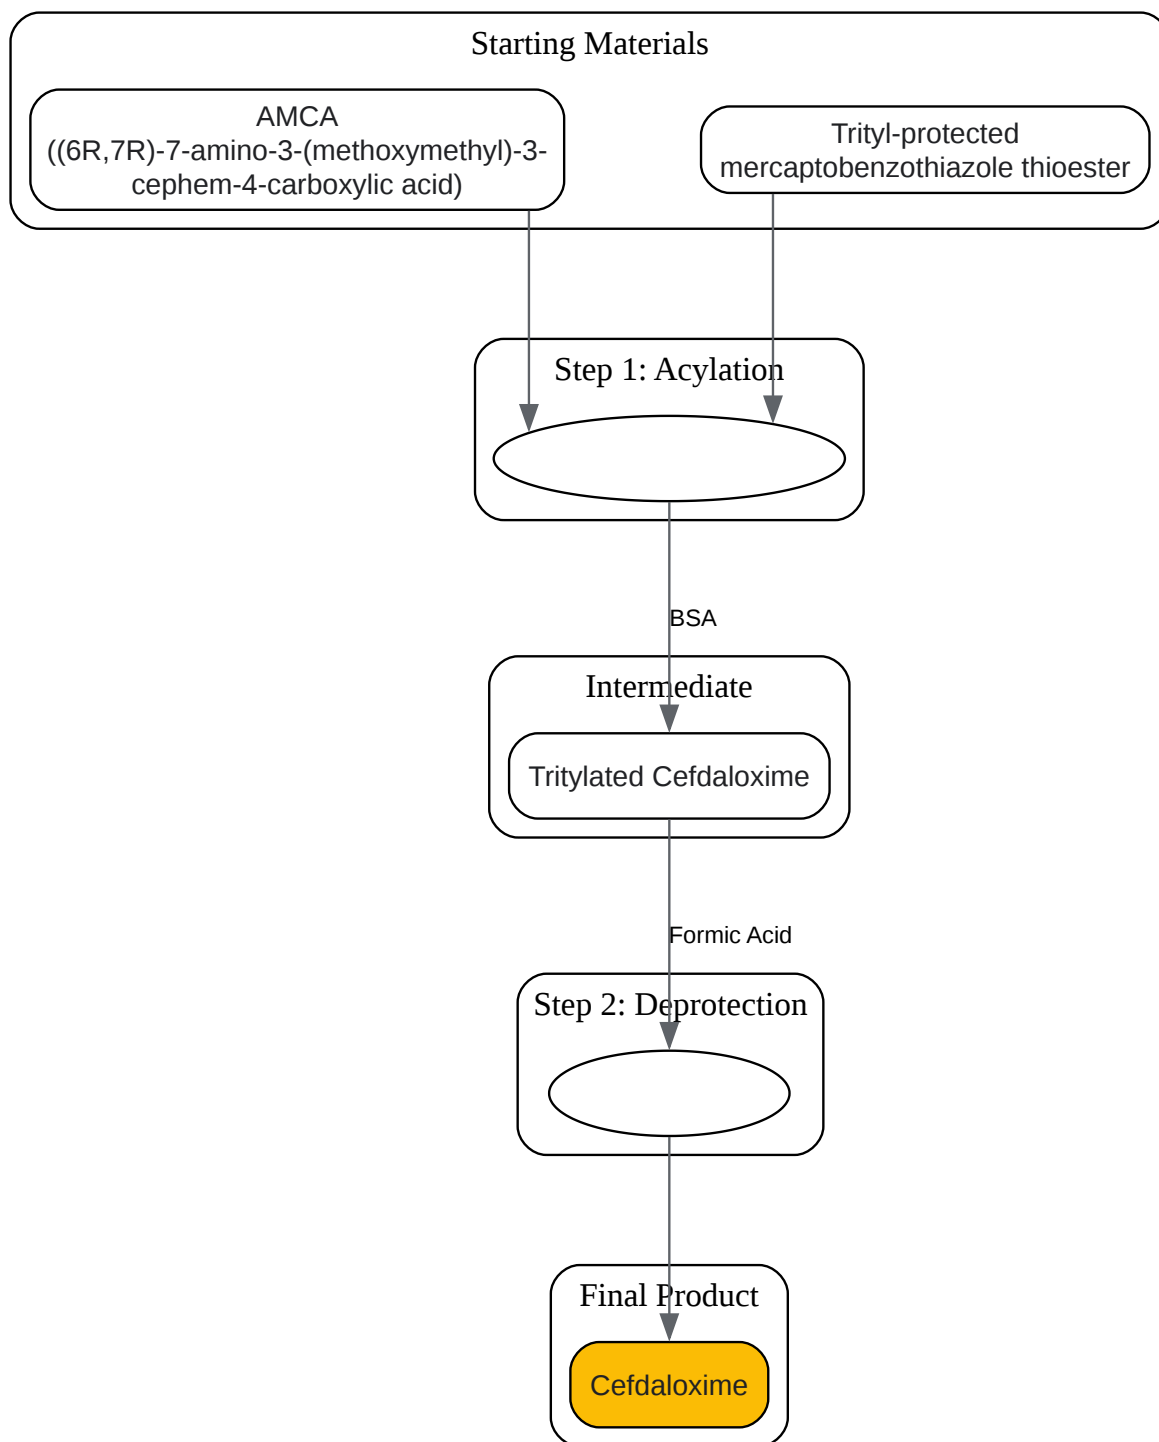 Starting Materials
AMCA
((6R,7R)-7-amino-3-(methoxymethyl)-3-
cephem-4-carboxylic acid)
Trityl-protected
mercaptobenzothiazole thioester
Step 1: Acylation
BSA
Intermediate
Tritylated Cefdaloxime
Formic Acid
Step 2: Deprotection
Final Product
Cefdaloxime